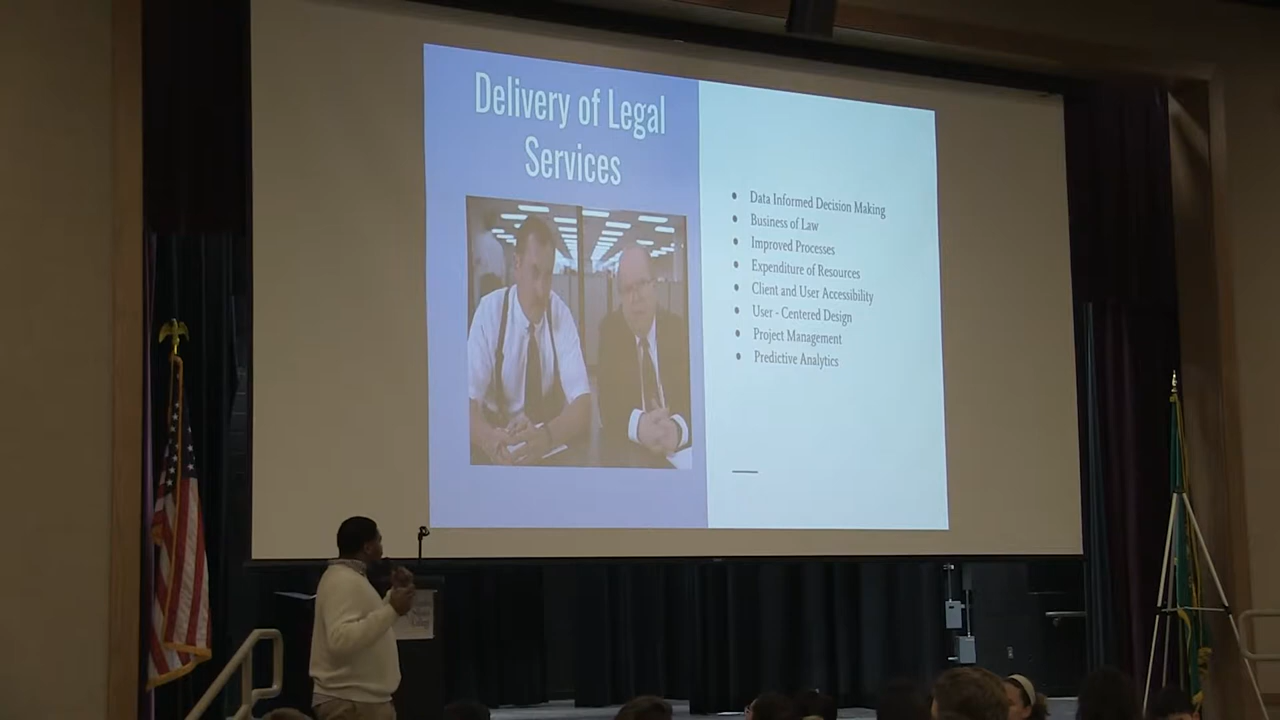 Delivery of Legal
Services
Data Informed Decision Making
Business of Law
Improved Processes
Expenditure of Resources
Client and User Accessibility
User - Centered Design
Project Management
Predictive Analytics
College